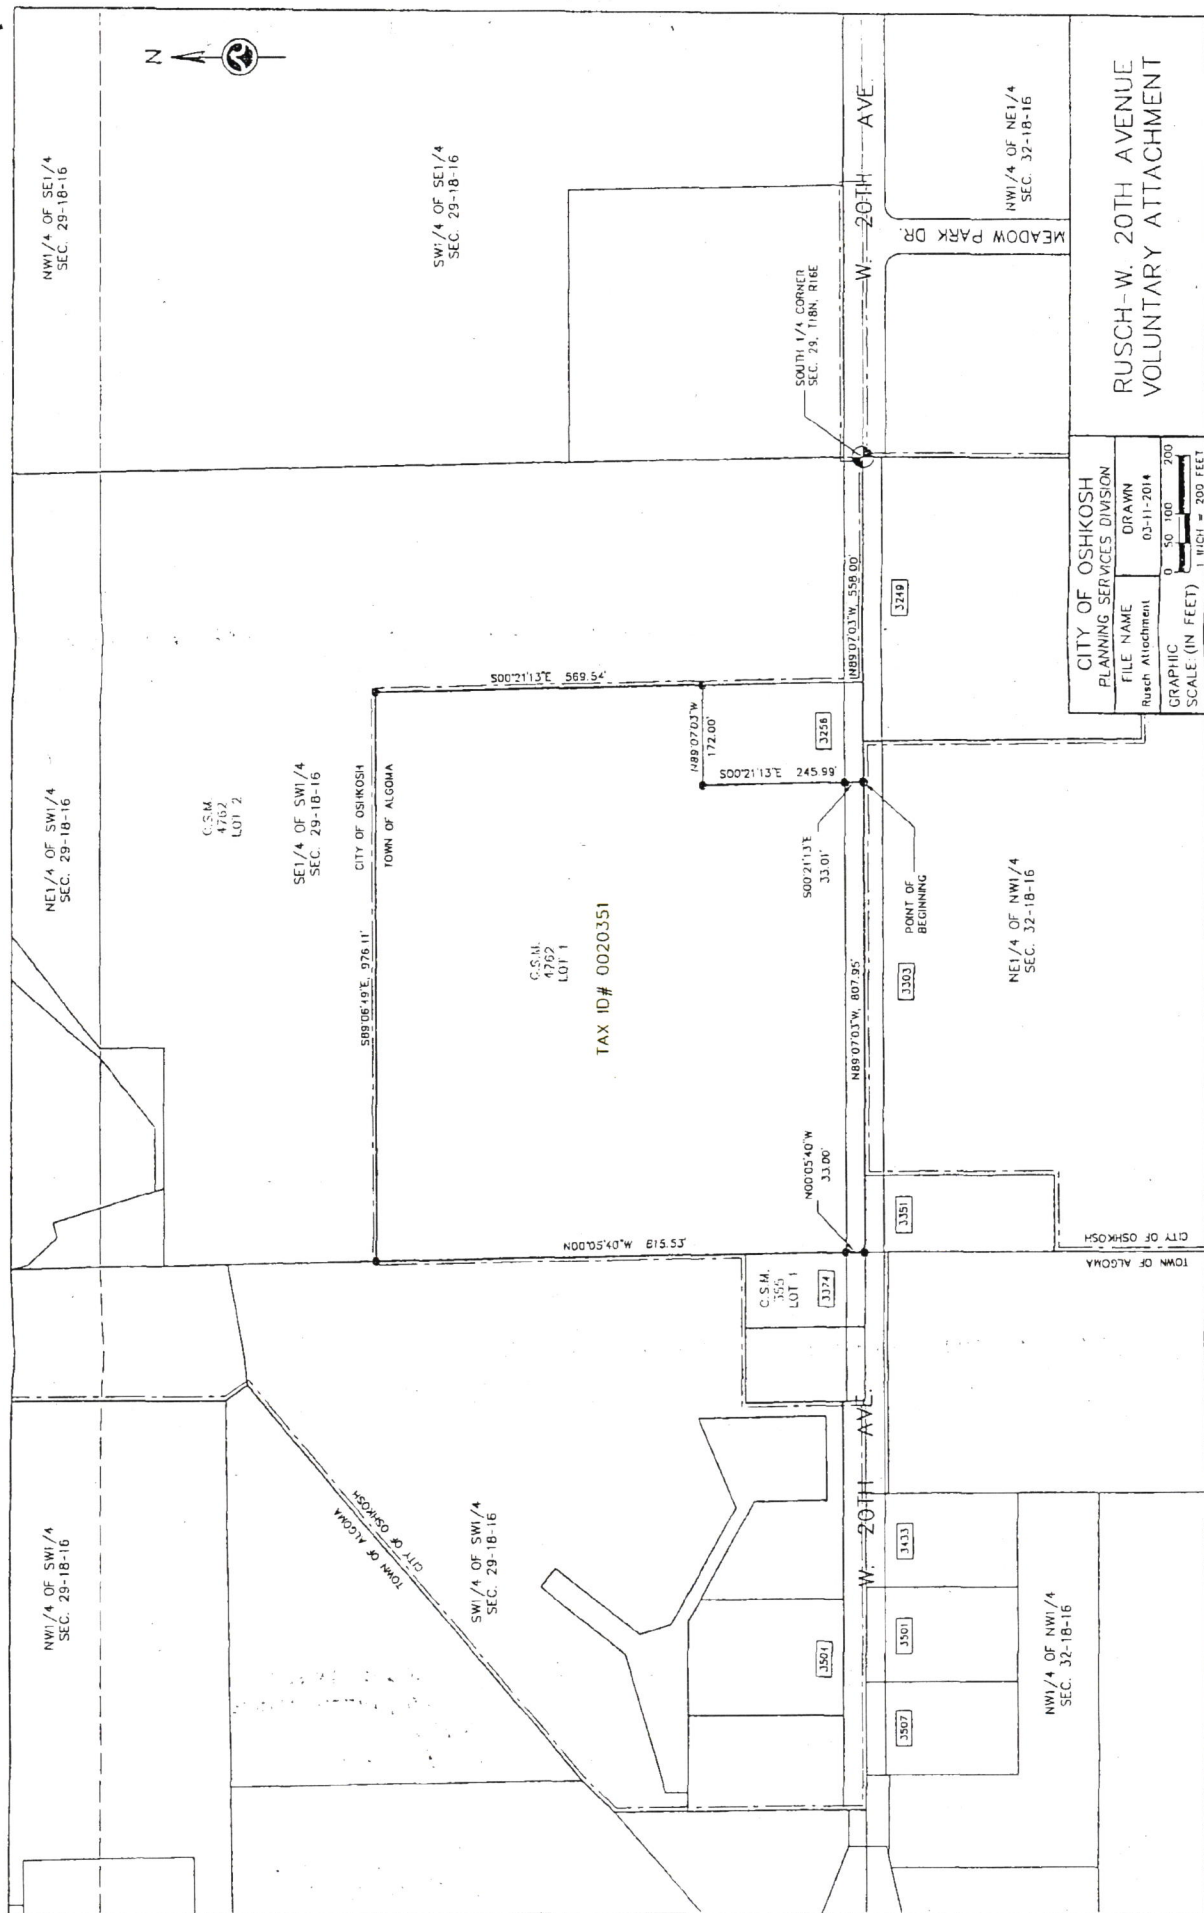 N
NW1/4 OF SW1/4
SEC. 29-18-16
NE1/4 OF SW1/4
SEC. 29-18-16
NW1/4 OF SE1/4
SEC. 29-18-16
C.S.M.
4762
LOT 2
SE1/4 OF SW1/4
SEC. 29-18-16
S89°06'49"E, 976.11'
CITY OF OSHKOSH
TOWN OF ALGOMA
TOWN OF ALGOMA
CITY OF OSHKOSH
SW1/4 OF SW1/4
SEC. 29-18-16
SW1/4 OF SE1/4
SEC. 29-18-16
C.S.M.
4762
LOT 1
TAX ID# 0020351
N00°05'40"W 815.53'
S00°21'13"E 569.54'
N89°07'03"W
172.00'
S00°21'13"E 245.99'
C.S.M.
355
LOT 1
3374
3504
3258
N00°05'40"W
33.00'
S00°21'13"E
33.01'
SOUTH 1/4 CORNER
SEC. 29, T18N, R16E
N89°07'03"W, 807.95'
N89°07'03"W, 558.00'
W. 20TH AVE.
W. 20TH AVE.
3507
3501
3433
3351
3303
3249
POINT OF
BEGINNING
MEADOW PARK DR.
NW1/4 OF NW1/4
SEC. 32-18-16
NE1/4 OF NW1/4
SEC. 32-18-16
NW1/4 OF NE1/4
SEC. 32-18-16
TOWN OF ALGOMA
CITY OF OSHKOSH
CITY OF OSHKOSH
PLANNING SERVICES DIVISION
FILE NAME
DRAWN
Rusch Attachment
03-11-2014
GRAPHIC
SCALE: (IN FEET)
0 50 100 200
1 INCH = 200 FEET
RUSCH-W. 20TH AVENUE
VOLUNTARY ATTACHMENT